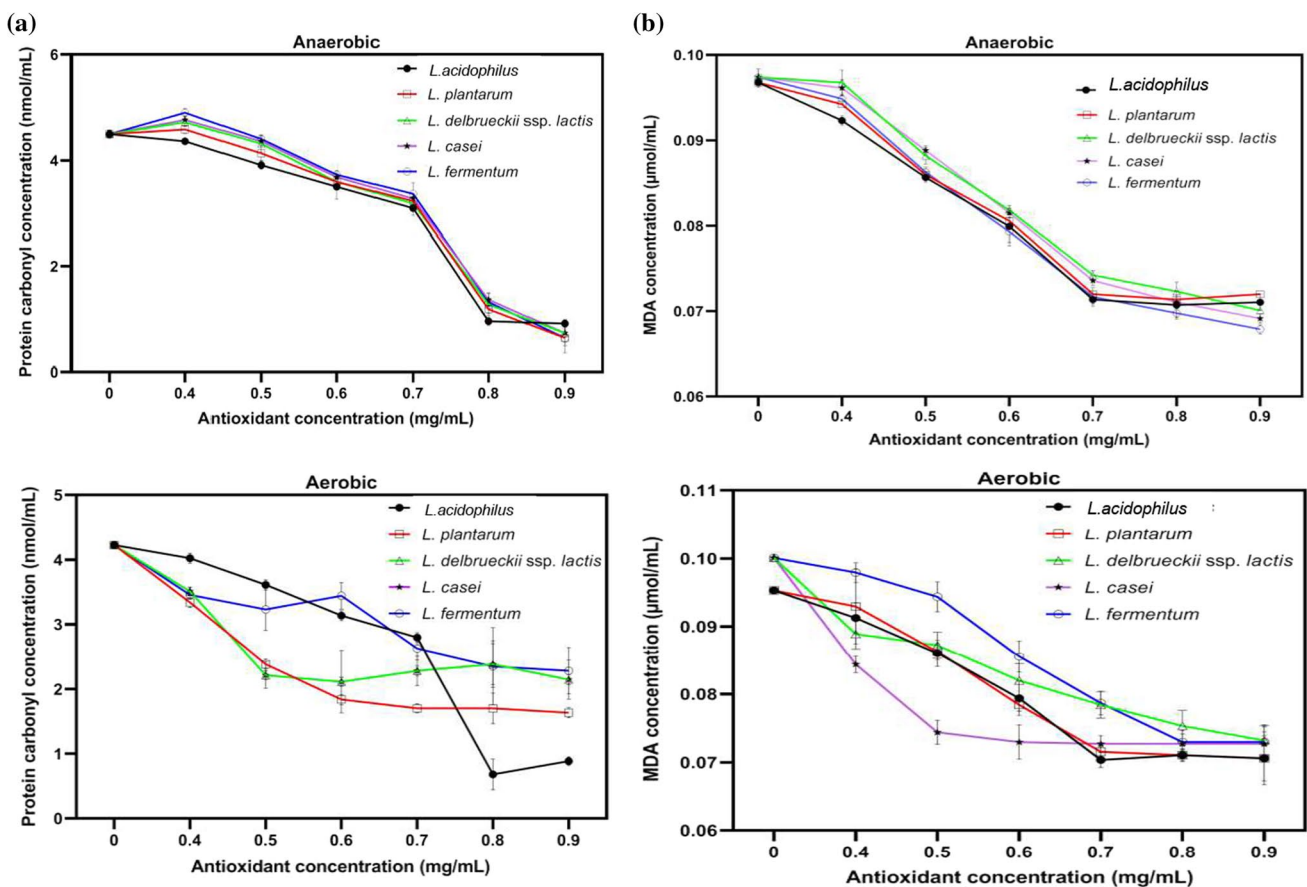 (a)
Anaerobic
Protein carbonyl concentration (nmol/mL)
6
4
2
0
L.acidophilus
L. plantarum
L. delbrueckii ssp. lactis
L. casei
L. fermentum
0 0.4 0.5 0.6 0.7 0.8 0.9
Antioxidant concentration (mg/mL)
(b)
Anaerobic
MDA concentration (µmol/mL)
0.10
0.09
0.08
0.07
0.06
L.acidophilus
L. plantarum
L. delbrueckii ssp. lactis
L. casei
L. fermentum
0 0.4 0.5 0.6 0.7 0.8 0.9
Antioxidant concentration (mg/mL)
Aerobic
Protein carbonyl concentration (nmol/mL)
5
4
3
2
1
0
L.acidophilus
L. plantarum
L. delbrueckii ssp. lactis
L. casei
L. fermentum
0 0.4 0.5 0.6 0.7 0.8 0.9
Antioxidant concentration (mg/mL)
Aerobic
MDA concentration (µmol/mL)
0.11
0.10
0.09
0.08
0.07
0.06
L.acidophilus
L. plantarum
L. delbrueckii ssp. lactis
L. casei
L. fermentum
0 0.4 0.5 0.6 0.7 0.8 0.9
Antioxidant concentration (mg/mL)